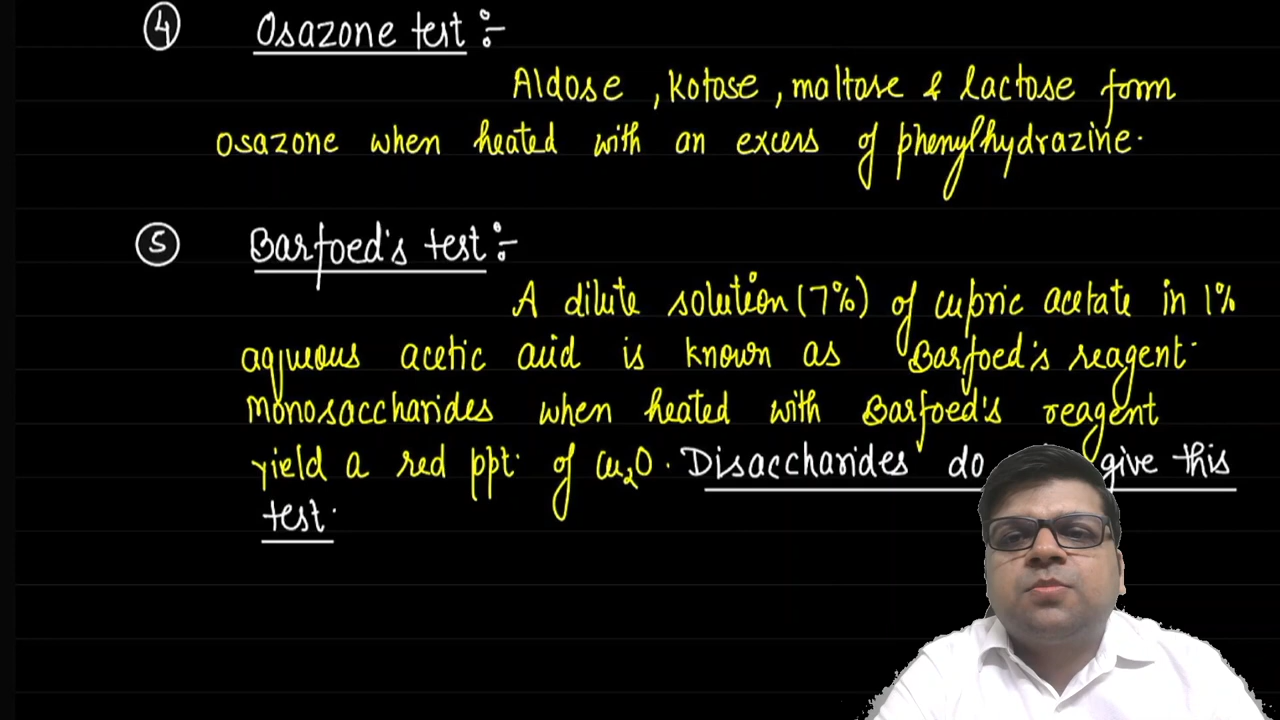 ④ Osazone test :-
Aldose, Kotose, maltose & lactose form
osazone when heated with an excess of phenylhydrazine.
⑤ Barfoed's test :-
A dilute solution (7%) of cupric acetate in 1%
aqueous acetic acid is known as Barfoed's reagent.
Monosaccharides when heated with Barfoed's reagent
yield a red ppt. of Cu₂O. Disaccharides do give this
test.